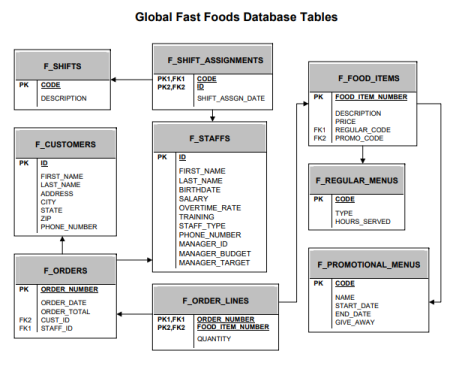 Global Fast Foods Database Tables
F_SHIFTS
PK CODE
DESCRIPTION
F_SHIFT_ASSIGNMENTS
PK1,FK1 CODE
PK2,FK2 ID
SHIFT_ASSGN_DATE
F_FOOD_ITEMS
PK FOOD_ITEM_NUMBER
DESCRIPTION
PRICE
FK1 REGULAR_CODE
FK2 PROMO_CODE
F_CUSTOMERS
PK ID
FIRST_NAME
LAST_NAME
ADDRESS
CITY
STATE
ZIP
PHONE_NUMBER
F_STAFFS
PK ID
FIRST_NAME
LAST_NAME
BIRTHDATE
SALARY
OVERTIME_RATE
TRAINING
STAFF_TYPE
PHONE_NUMBER
MANAGER_ID
MANAGER_BUDGET
MANAGER_TARGET
F_REGULAR_MENUS
PK CODE
TYPE
HOURS_SERVED
F_ORDERS
PK ORDER_NUMBER
ORDER_DATE
ORDER_TOTAL
FK2 CUST_ID
FK1 STAFF_ID
F_ORDER_LINES
PK1,FK1 ORDER_NUMBER
PK2,FK2 FOOD_ITEM_NUMBER
QUANTITY
F_PROMOTIONAL_MENUS
PK CODE
NAME
START_DATE
END_DATE
GIVE_AWAY